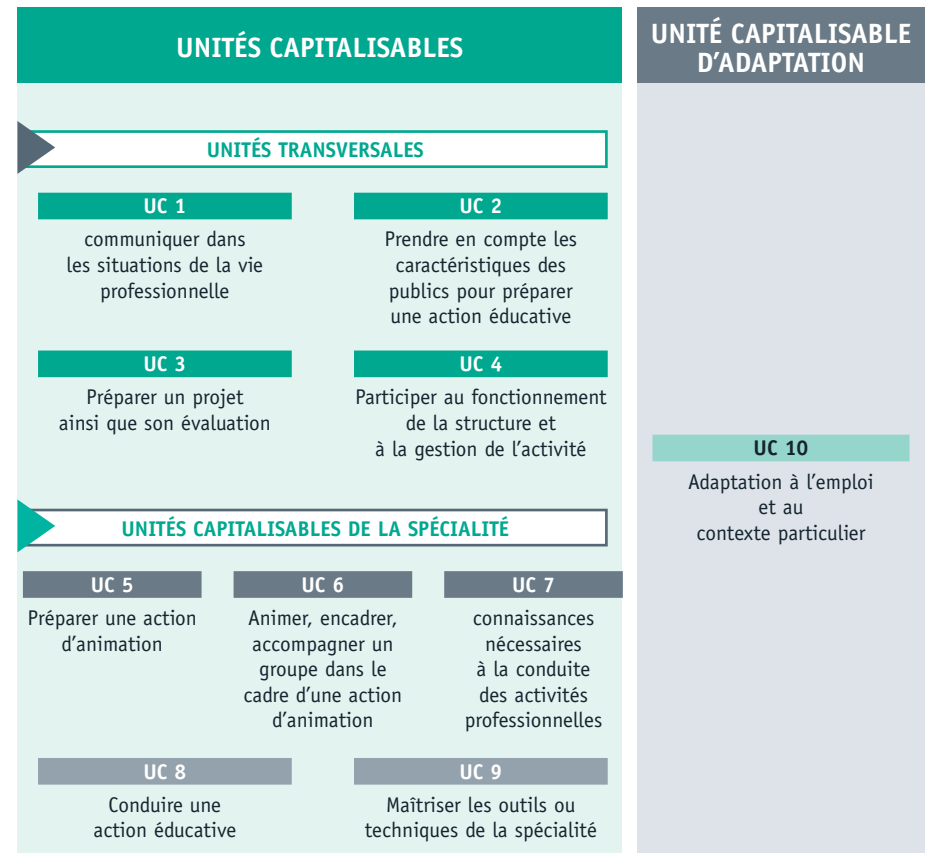 UNITÉS CAPITALISABLES
UNITÉS TRANSVERSALES
UC 1
communiquer dans
les situations de la vie
professionnelle
UC 2
Prendre en compte les
caractéristiques des
publics pour préparer
une action éducative
UC 3
Préparer un projet
ainsi que son évaluation
UC 4
Participer au fonctionnement
de la structure et
à la gestion de l’activité
UNITÉS CAPITALISABLES DE LA SPÉCIALITÉ
UC 5
Préparer une action
d’animation
UC 6
Animer, encadrer,
accompagner un
groupe dans le
cadre d’une action
d’animation
UC 7
connaissances
nécessaires
à la conduite
des activités
professionnelles
UC 8
Conduire une
action éducative
UC 9
Maîtriser les outils ou
techniques de la spécialité
UNITÉ CAPITALISABLE
D’ADAPTATION
UC 10
Adaptation à l’emploi
et au
contexte particulier